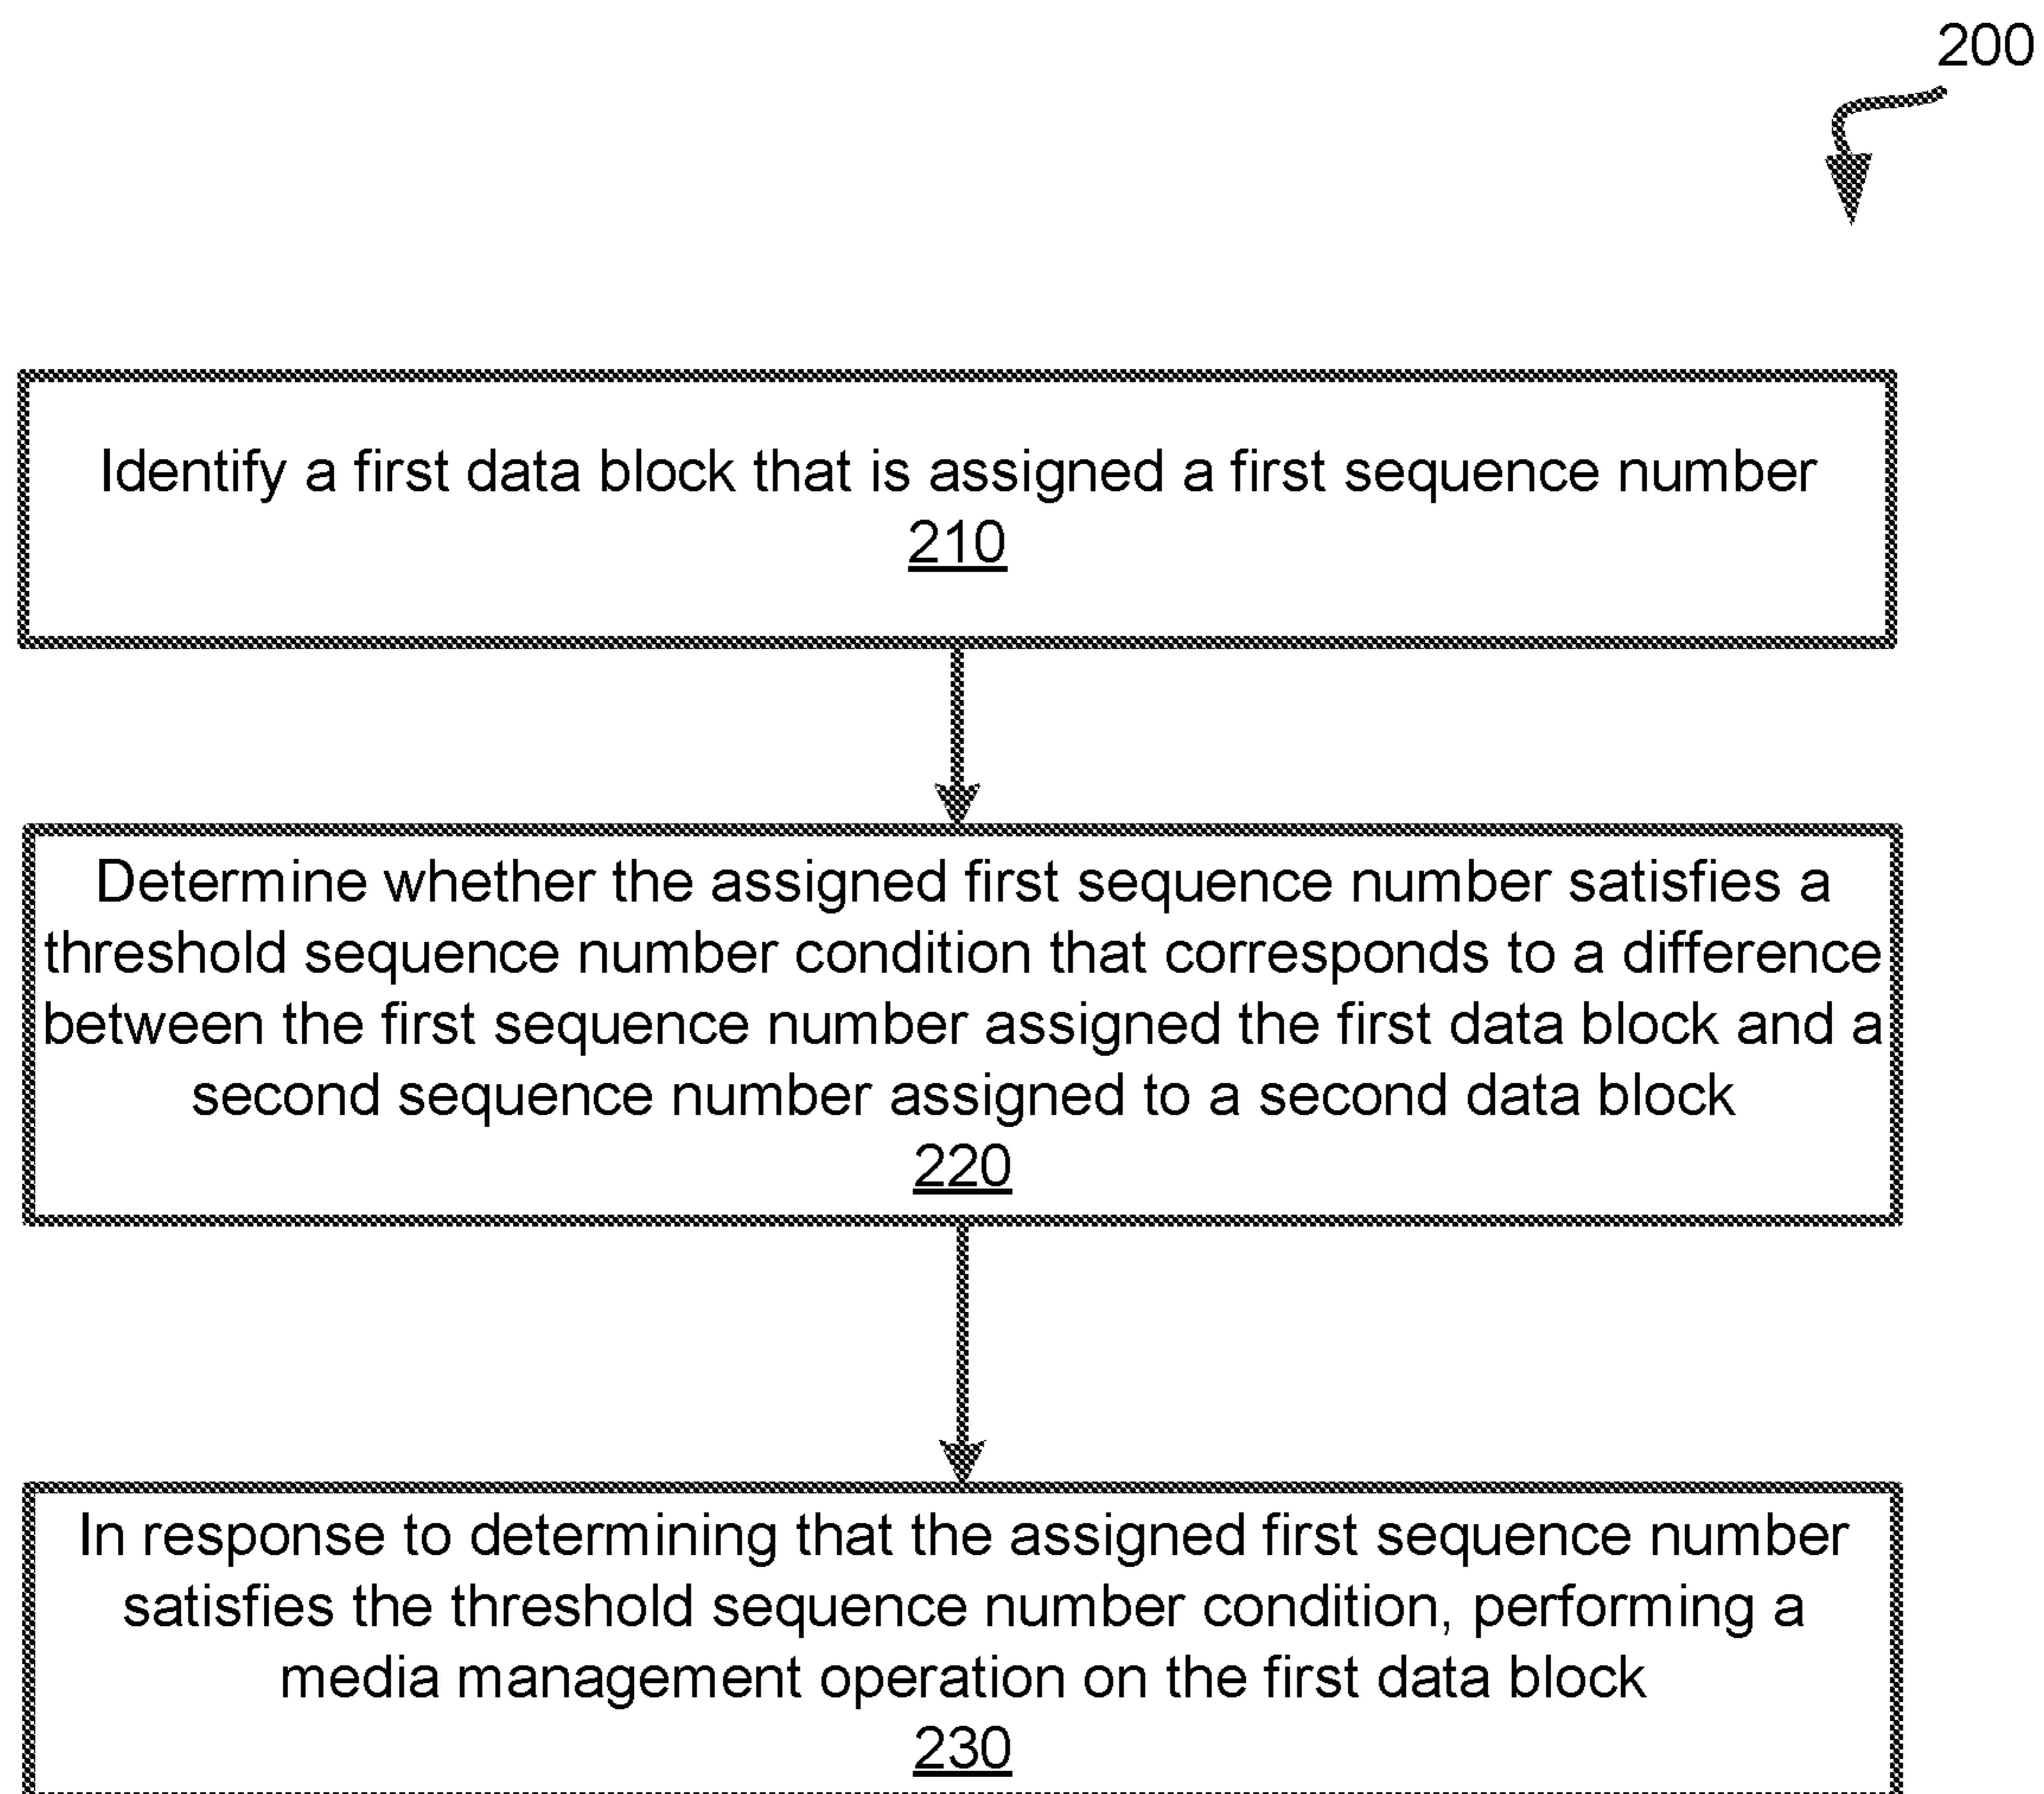 200
Identify a first data block that is assigned a first sequence number
210
Determine whether the assigned first sequence number satisfies a
threshold sequence number condition that corresponds to a difference
between the first sequence number assigned the first data block and a
second sequence number assigned to a second data block
220
In response to determining that the assigned first sequence number
satisfies the threshold sequence number condition, performing a
media management operation on the first data block
230